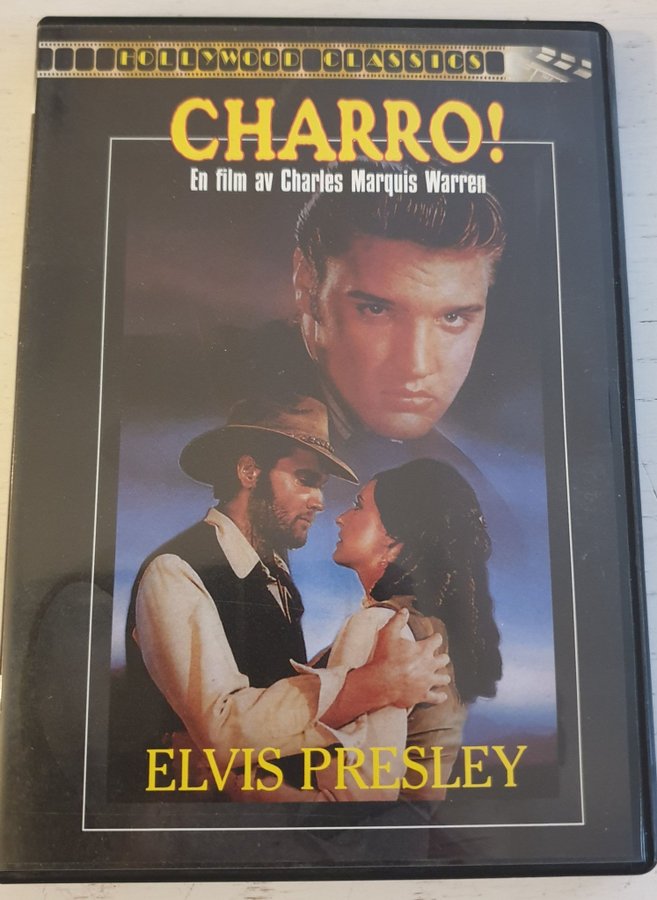 HOLLYWOOD CLASSICS
CHARRO!
En film av Charles Marquis Warren
ELVIS PRESLEY